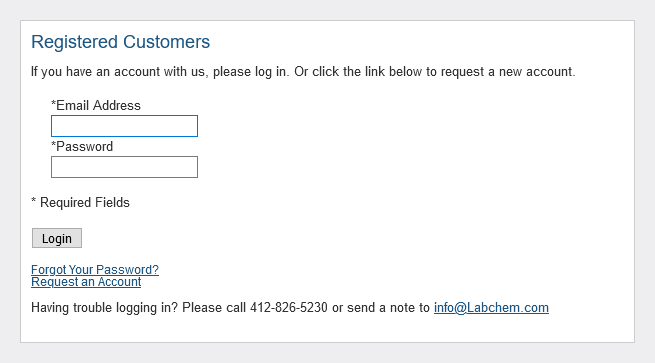 Registered Customers
If you have an account with us, please log in. Or click the link below to request a new account.
*Email Address
*Password
* Required Fields
Login
Forgot Your Password?
Request an Account
Having trouble logging in? Please call 412-826-5230 or send a note to info@Labchem.com